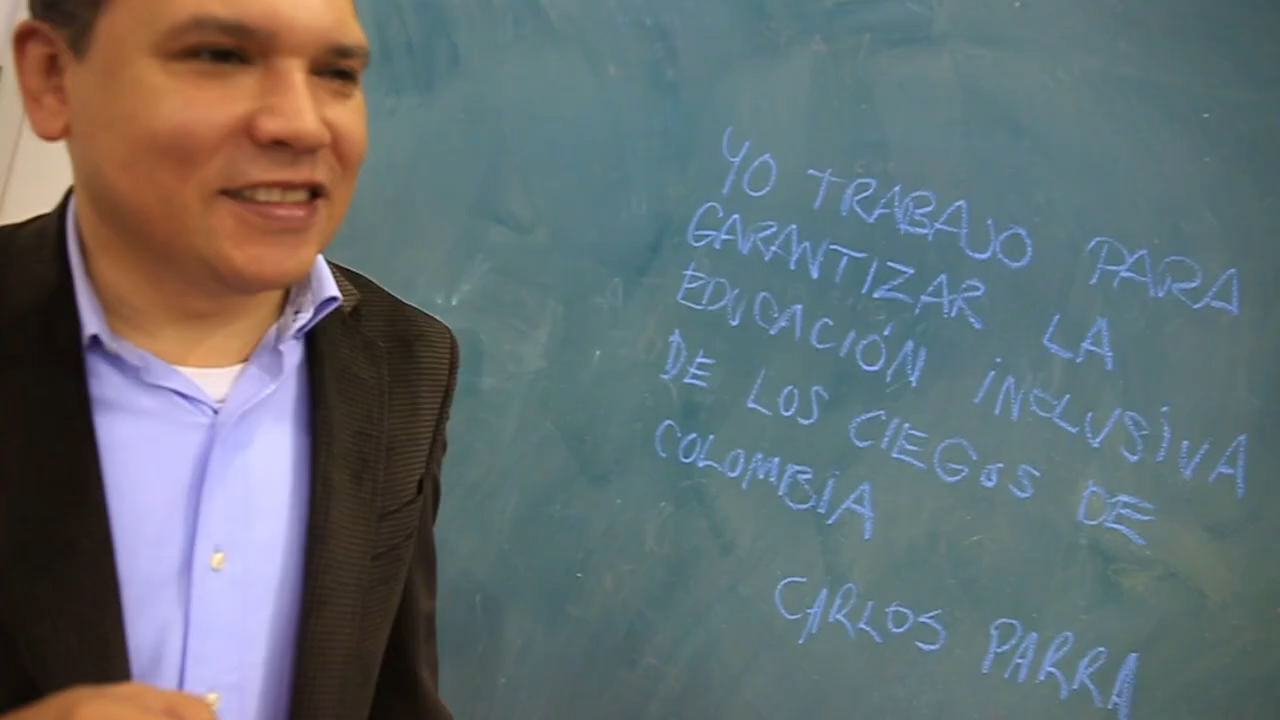 YO TRABAJO PARA
GARANTIZAR LA
EDUCACIÓN INCLUSIVA
DE LOS CIEGOS DE
COLOMBIA
CARLOS PARRA